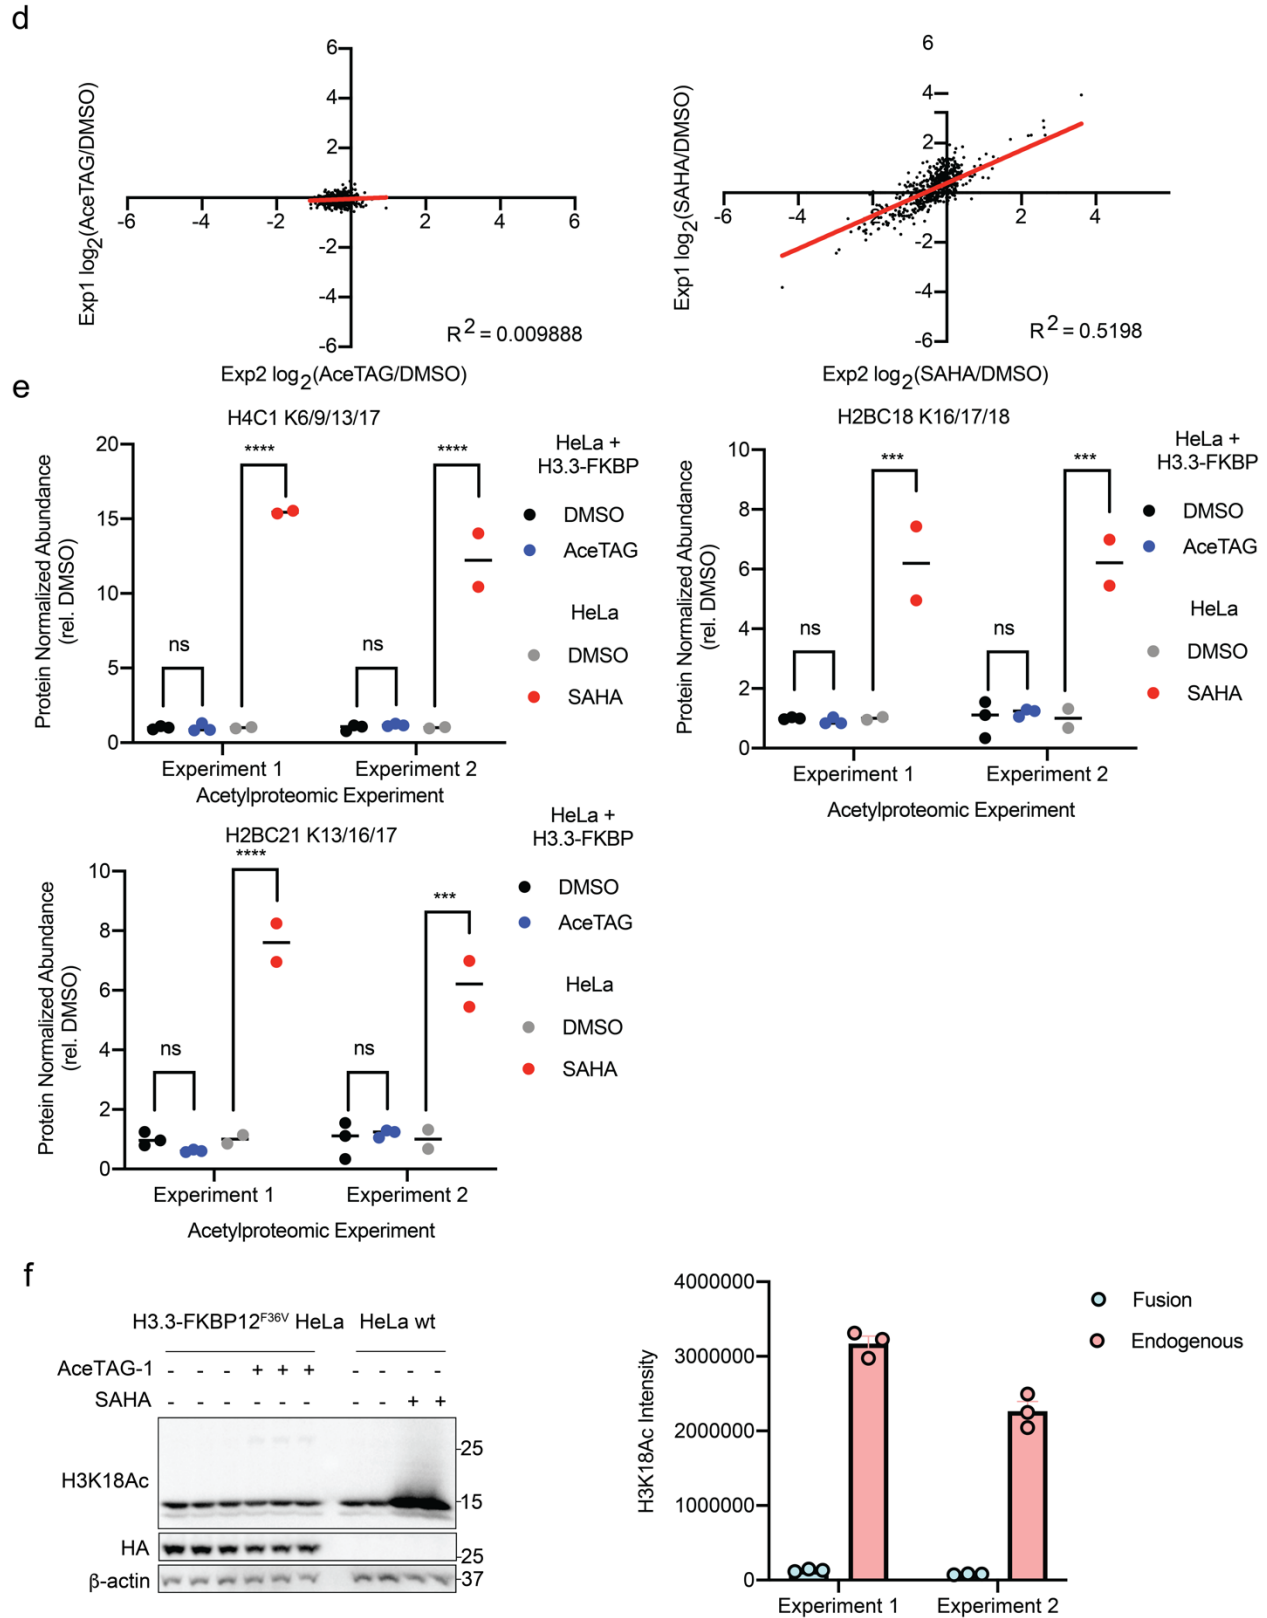 d
6
4
2
-2
-4
-6
-6
-4
-2
2
4
6
Exp1 log2(AceTAG/DMSO)
Exp2 log2(AceTAG/DMSO)
R2 = 0.009888
6
4
2
-2
-4
-6
-6
-4
-2
2
4
Exp1 log2(SAHA/DMSO)
Exp2 log2(SAHA/DMSO)
R2 = 0.5198
e
H4C1 K6/9/13/17
Protein Normalized Abundance
(rel. DMSO)
20
15
10
5
0
ns
****
ns
****
Experiment 1
Experiment 2
Acetylproteomic Experiment
HeLa +
H3.3-FKBP
DMSO
AceTAG
HeLa
DMSO
SAHA
H2BC18 K16/17/18
Protein Normalized Abundance
(rel. DMSO)
10
8
6
4
2
0
ns
***
ns
***
Experiment 1
Experiment 2
Acetylproteomic Experiment
HeLa +
H3.3-FKBP
DMSO
AceTAG
HeLa
DMSO
SAHA
H2BC21 K13/16/17
Protein Normalized Abundance
(rel. DMSO)
10
8
6
4
2
0
ns
****
ns
***
Experiment 1
Experiment 2
Acetylproteomic Experiment
HeLa +
H3.3-FKBP
DMSO
AceTAG
HeLa
DMSO
SAHA
f
H3.3-FKBP12F36V HeLa HeLa wt
AceTAG-1 - - - + + + - - - -
SAHA - - - - - - - - + +
H3K18Ac
25
15
HA
25
β-actin
37
H3K18Ac Intensity
4000000
3000000
2000000
1000000
0
Experiment 1
Experiment 2
Fusion
Endogenous